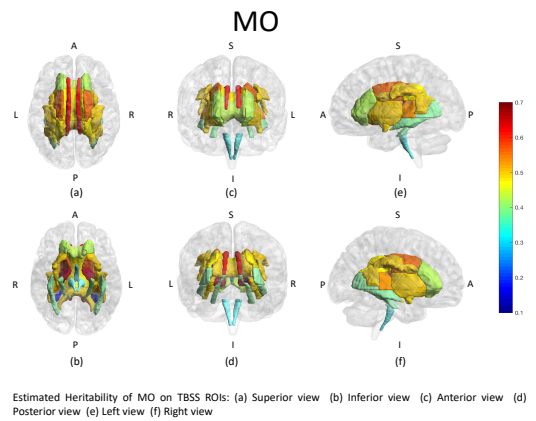 MO
A
S
S
L
R
R
L
A
P
P
I
I
(a)
(c)
(e)
0.7
0.6
0.5
0.4
0.3
0.2
0.1
A
S
S
R
L
L
R
P
A
P
I
I
(b)
(d)
(f)
Estimated Heritability of MO on TBSS ROIs: (a) Superior view (b) Inferior view (c) Anterior view (d)
Posterior view (e) Left view (f) Right view